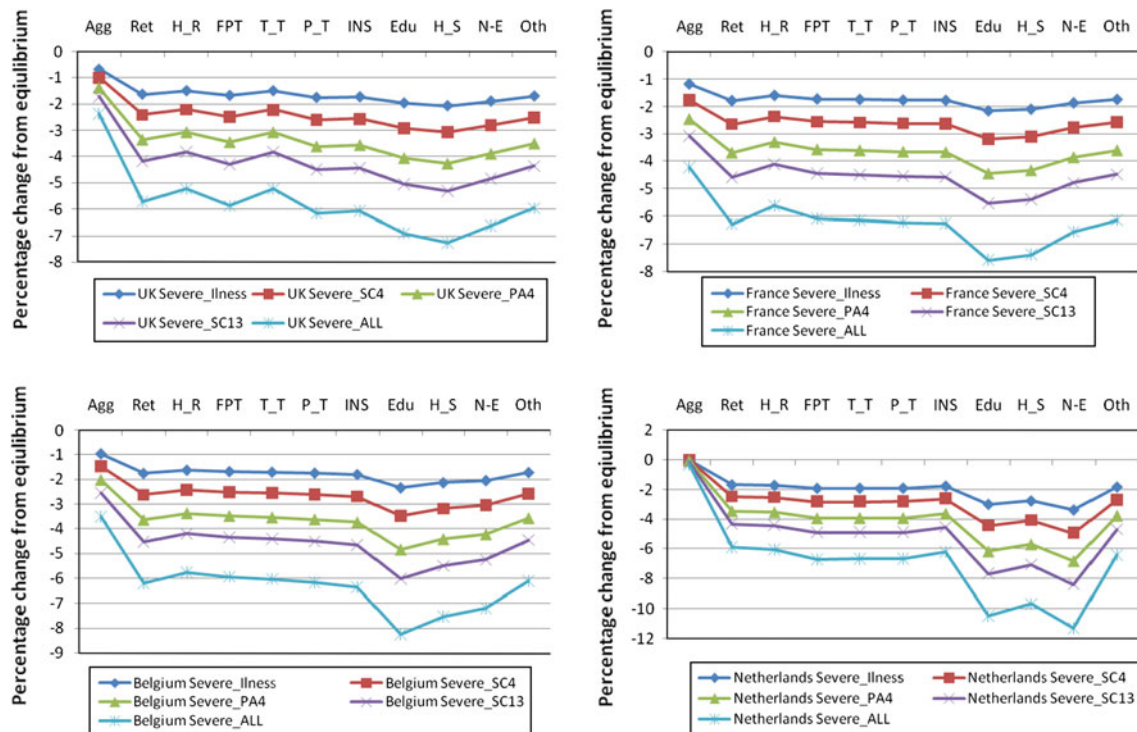 Agg Ret H_R FPT T_T P_T INS Edu H_S N-E Oth
Percentage change from eqiulibrium
0
-1
-2
-3
-4
-5
-6
-7
-8
UK Severe_Ilness UK Severe_SC4 UK Severe_PA4
UK Severe_SC13 UK Severe_ALL
Agg Ret H_R FPT T_T P_T INS Edu H_S N-E Oth
Percentage change from eqiulibrium
0
-1
-2
-3
-4
-5
-6
-7
-8
France Severe_Ilness France Severe_SC4
France Severe_PA4 France Severe_SC13
France Severe_ALL
Agg Ret H_R FPT T_T P_T INS Edu H_S N-E Oth
Percentage change from eqiulibrium
0
-1
-2
-3
-4
-5
-6
-7
-8
-9
Belgium Severe_Ilness Belgium Severe_SC4
Belgium Severe_PA4 Belgium Severe_SC13
Belgium Severe_ALL
Agg Ret H_R FPT T_T P_T INS Edu H_S N-E Oth
Percentage change from eqiulibrium
2
0
-2
-4
-6
-8
-10
-12
Netherlands Severe_Ilness Netherlands Severe_SC4
Netherlands Severe_PA4 Netherlands Severe_SC13
Netherlands Severe_ALL